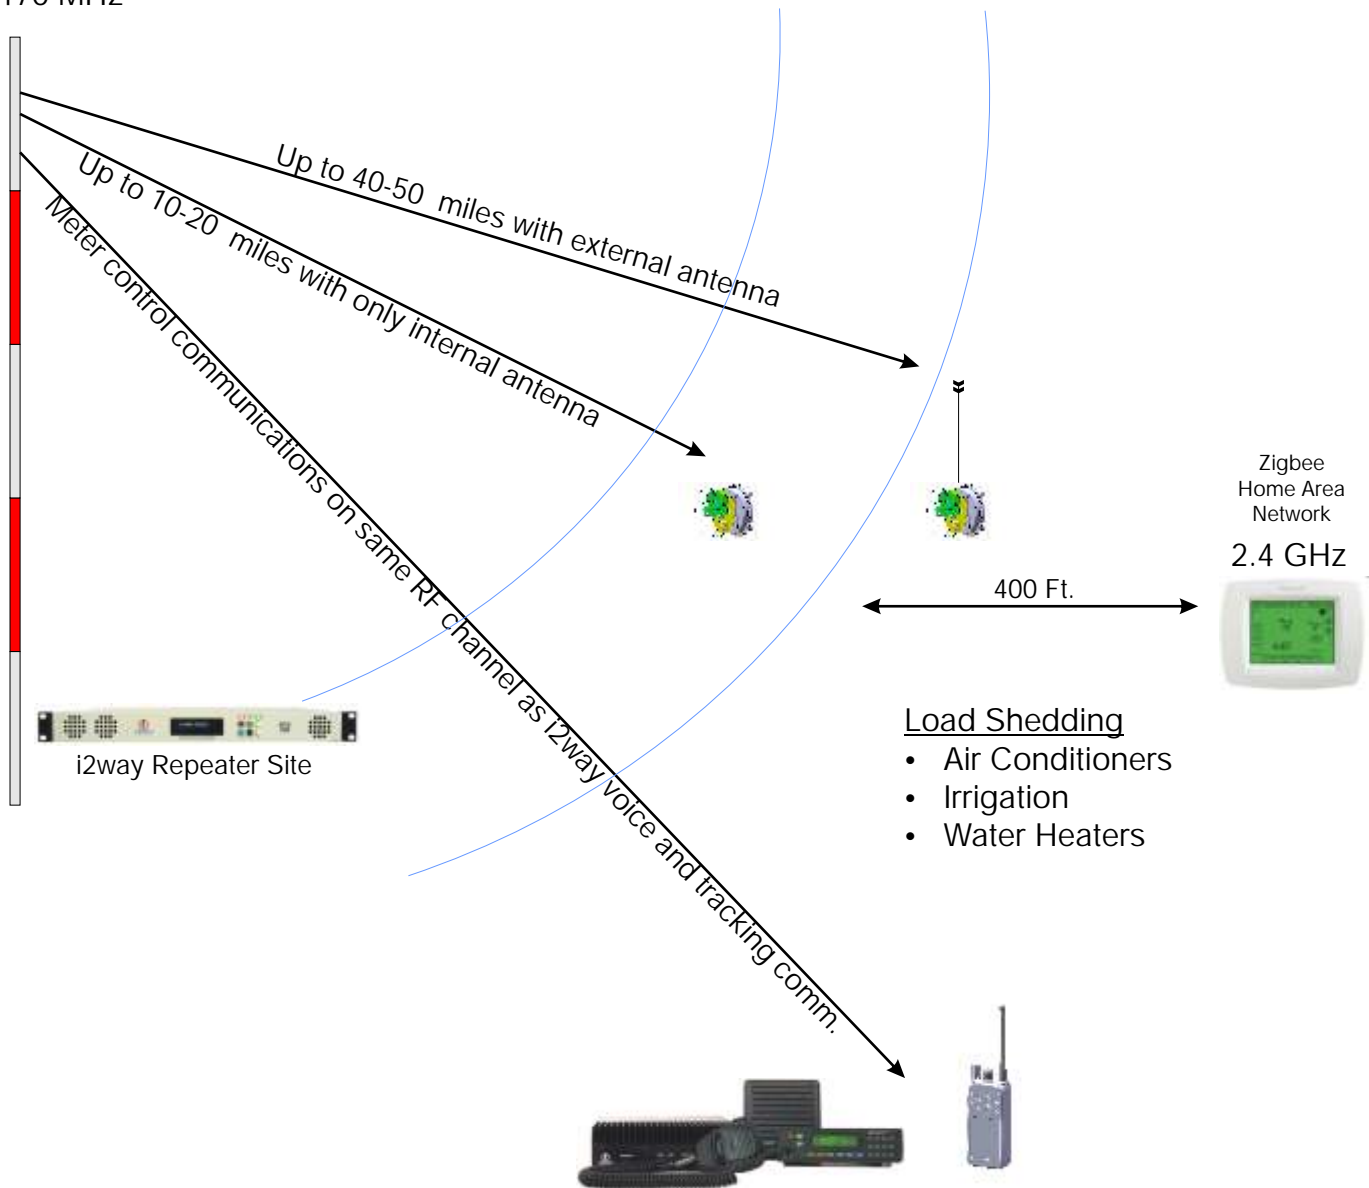 Up to 40-50 miles with external antenna
Up to 10-20 miles with only internal antenna
Meter control communications on same RF channel as i2way voice and tracking comm.
Zigbee
Home Area
Network
2.4 GHz
400 Ft.
i2way Repeater Site
Load Shedding
• Air Conditioners
• Irrigation
• Water Heaters